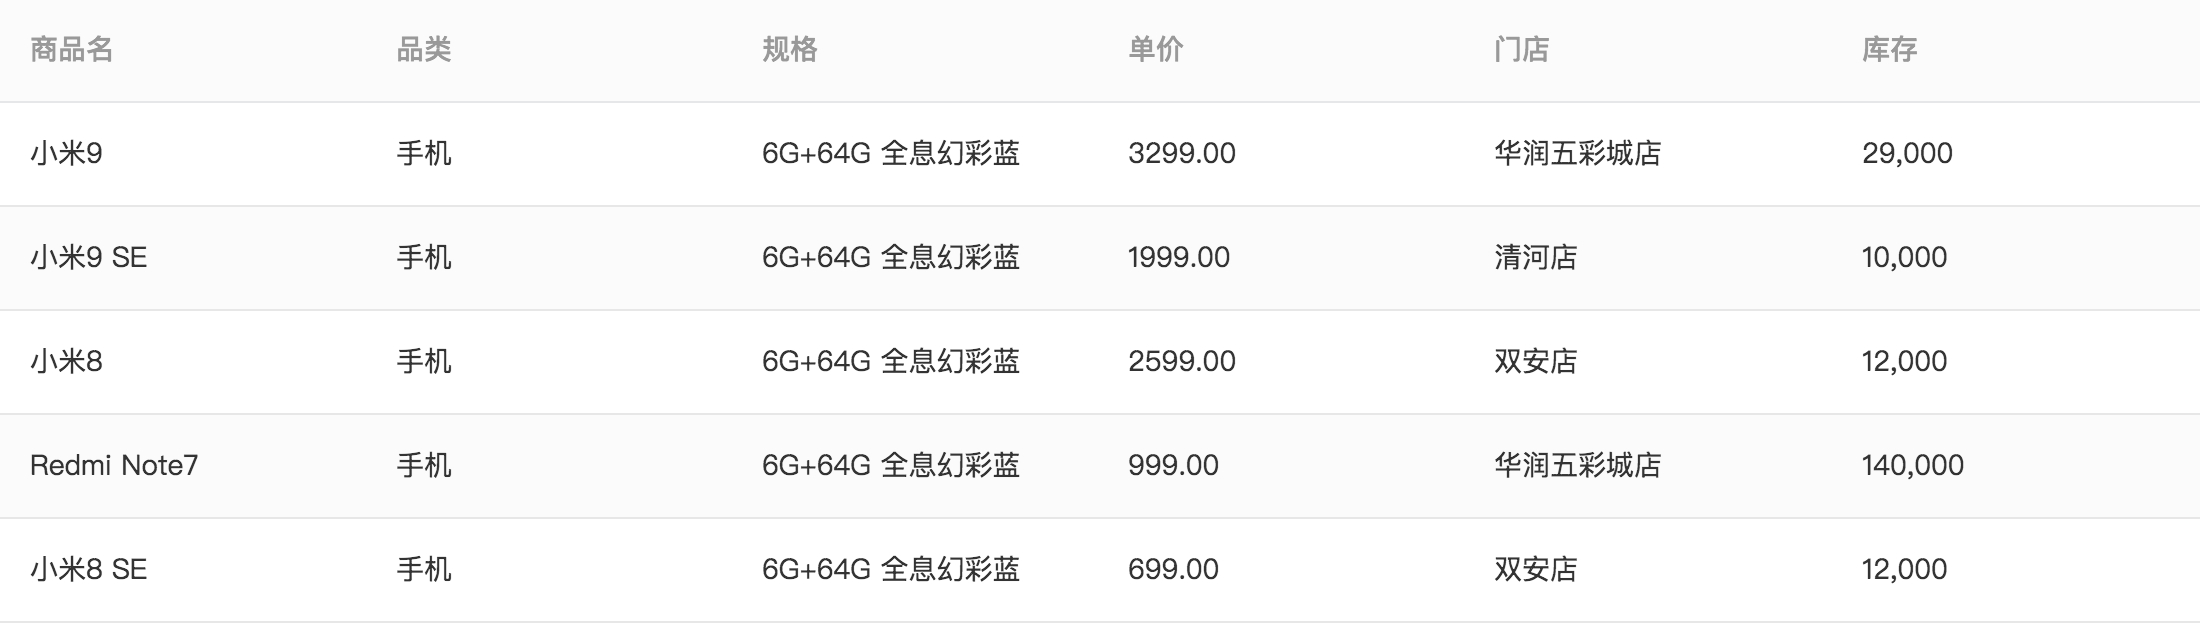 商品名 品类 规格 单价 门店 库存
小米9 手机 6G+64G 全息幻彩蓝 3299.00 华润五彩城店 29,000
小米9 SE 手机 6G+64G 全息幻彩蓝 1999.00 清河店 10,000
小米8 手机 6G+64G 全息幻彩蓝 2599.00 双安店 12,000
Redmi Note7 手机 6G+64G 全息幻彩蓝 999.00 华润五彩城店 140,000
小米8 SE 手机 6G+64G 全息幻彩蓝 699.00 双安店 12,000